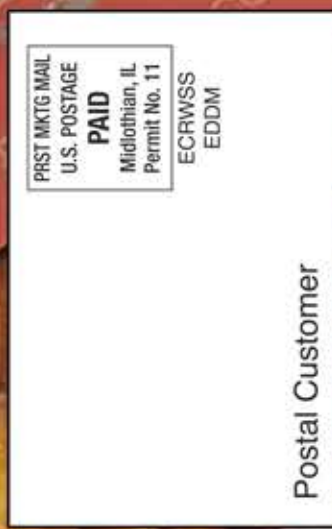 PRST MKTG MAIL
U.S. POSTAGE
PAID
Midlothian, IL
Permit No. 11
ECRWSS
EDDM
Postal Customer